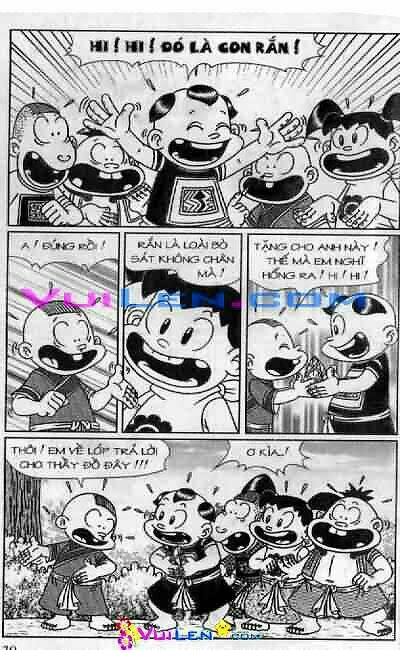 HI! HI! ĐÓ LÀ CON RẮN!
A! ĐÚNG RỒI!
RẮN LÀ LOÀI BÒ
SÁT KHÔNG CHÂN
MÀ!
TẶNG CHO ANH NÀY!
THẾ MÀ EM NGHĨ
HỔNG RA! HI! HI!
VUILEN.COM
THÔI! EM VỀ LỚP TRẢ LỜI
CHO THẦY ĐỒ ĐÂY!!!
Ơ KÌA...!
70
VUILEN.COM